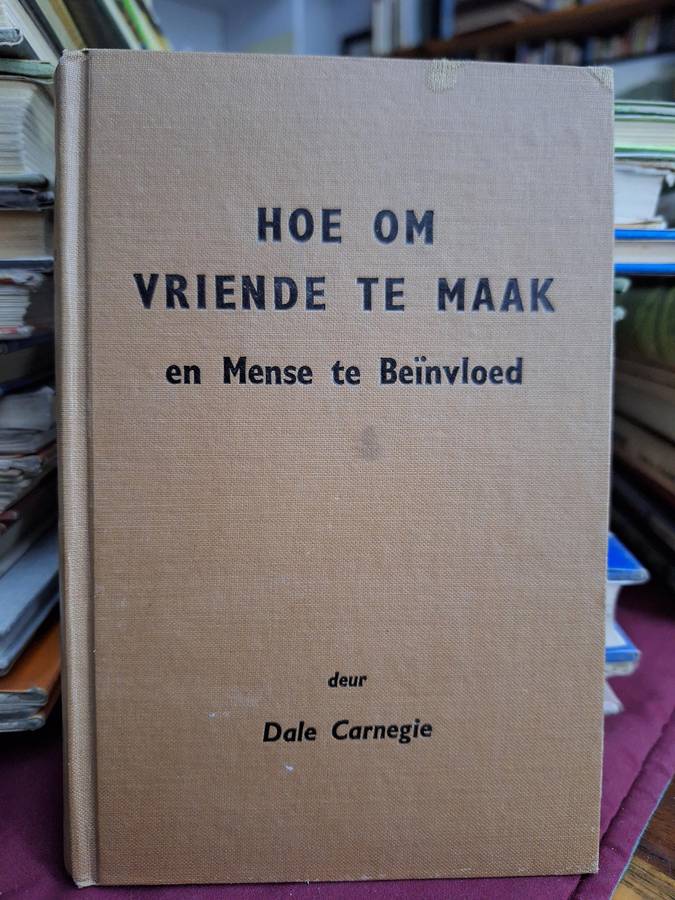 HOE OM
VRIENDE TE MAAK
en Mense te Beïnvloed
deur
Dale Carnegie